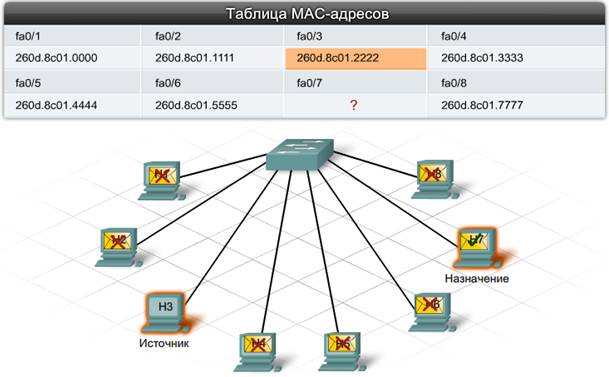 Таблица MAC-адресов
fa0/1 fa0/2 fa0/3 fa0/4
260d.8c01.0000 260d.8c01.1111 260d.8c01.2222 260d.8c01.3333
fa0/5 fa0/6 fa0/7 fa0/8
260d.8c01.4444 260d.8c01.5555 ? 260d.8c01.7777
H1
H8
H2
H7
Назначение
H3
H6
Источник
H4
H5